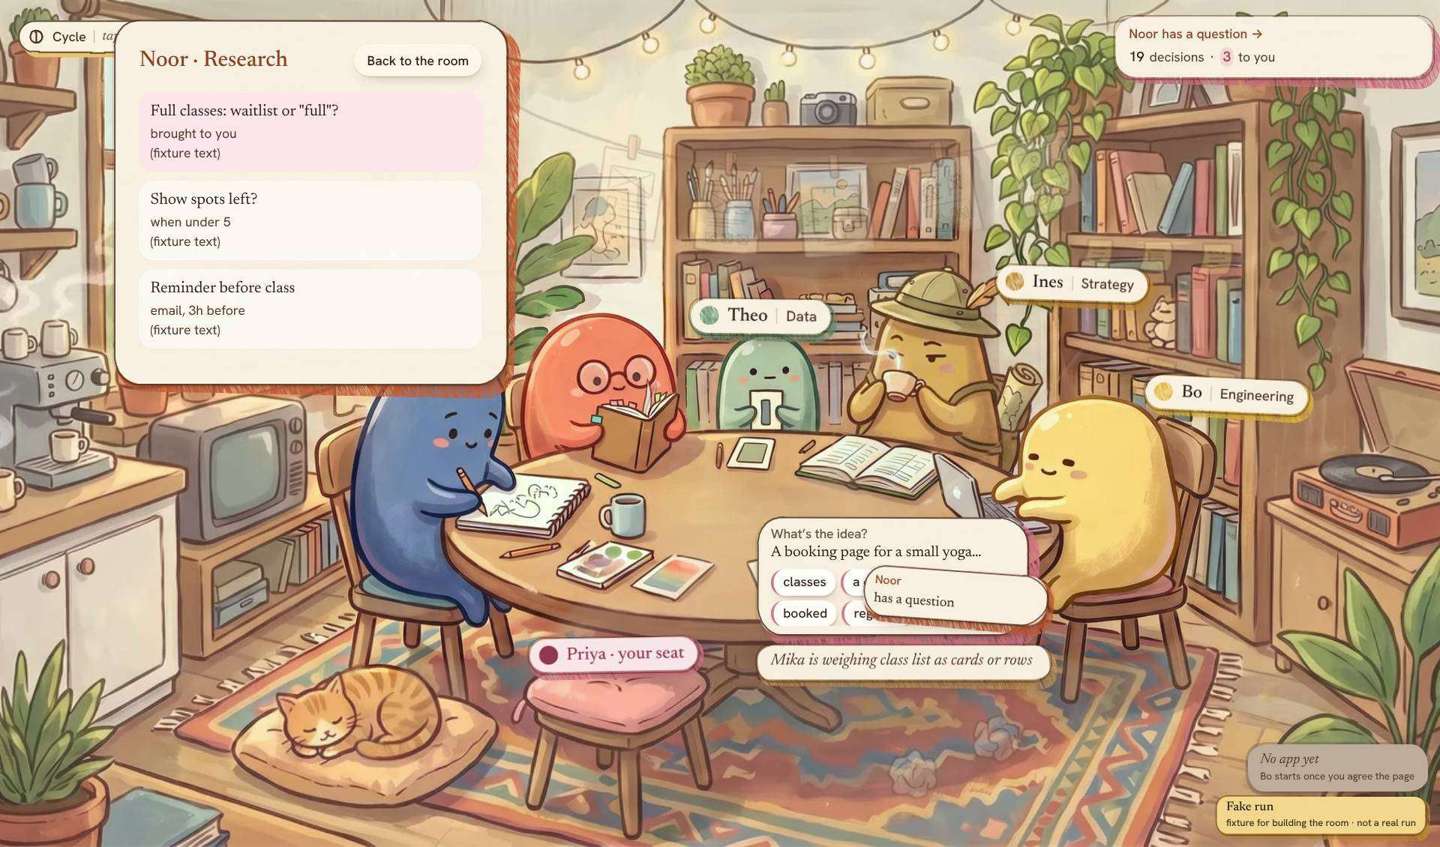 Cycle
Noor · Research
Back to the room
Full classes: waitlist or "full"?
brought to you
(fixture text)
Show spots left?
when under 5
(fixture text)
Reminder before class
email, 3h before
(fixture text)
Noor has a question →
19 decisions · 3 to you
Ines | Strategy
Theo | Data
Bo | Engineering
What's the idea?
A booking page for a small yoga...
classes
a
booked
Noor
has a question
Priya · your seat
Mika is weighing class list as cards or rows
No app yet
Bo starts once you agree the page
Fake run
fixture for building the room · not a real run